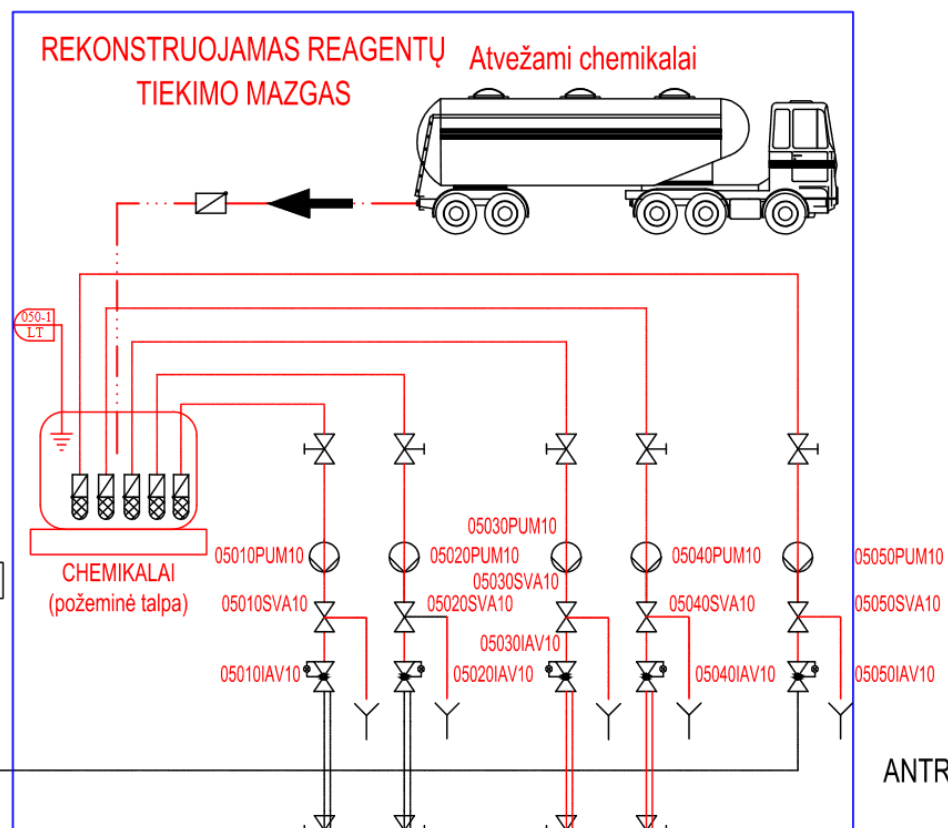 REKONSTRUOJAMAS REAGENTŲ
TIEKIMO MAZGAS
Atvežami chemikalai
050-1
LT
CHEMIKALAI
(požeminė talpa)
05010PUM10
05020PUM10
05030PUM10
05040PUM10
05050PUM10
05010SVA10
05020SVA10
05030SVA10
05040SVA10
05050SVA10
05010IAV10
05020IAV10
05030IAV10
05040IAV10
05050IAV10
ANTR